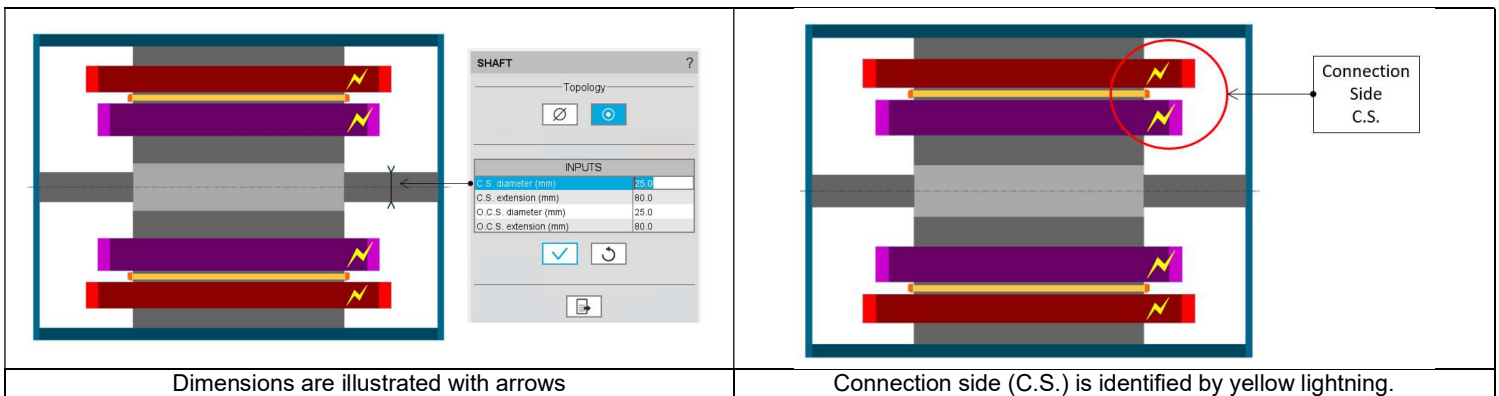 SHAFT ?
Topology
INPUTS
C.S. diameter (mm) 25.0
C.S. extension (mm) 80.0
O.C.S. diameter (mm) 25.0
O.C.S. extension (mm) 80.0
Connection
Side
C.S.
Dimensions are illustrated with arrows
Connection side (C.S.) is identified by yellow lightning.